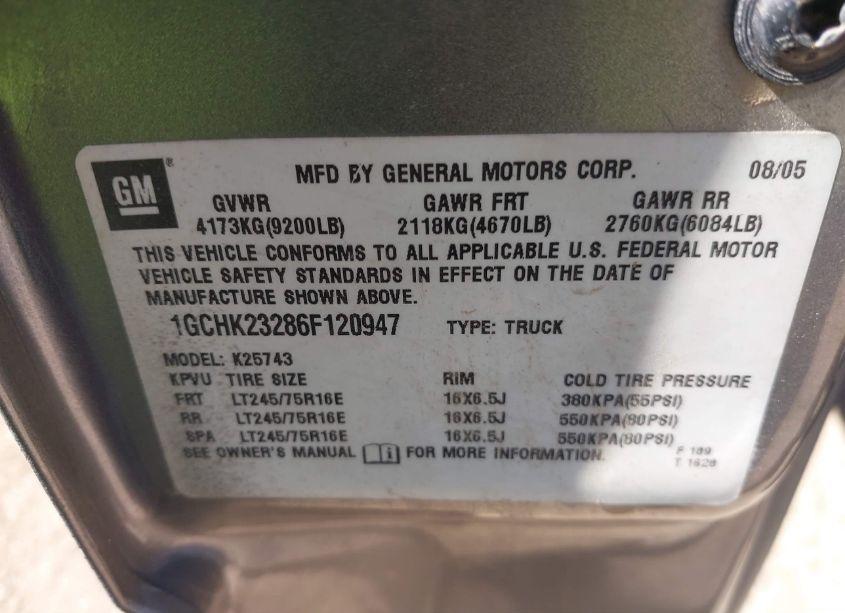 GM ® MFD BY GENERAL MOTORS CORP. 08/05
GVWR GAWR FRT GAWR RR
4173KG(9200LB) 2118KG(4670LB) 2760KG(6084LB)
THIS VEHICLE CONFORMS TO ALL APPLICABLE U.S. FEDERAL MOTOR
VEHICLE SAFETY STANDARDS IN EFFECT ON THE DATE OF
MANUFACTURE SHOWN ABOVE.
1GCHK23286F120947 TYPE: TRUCK
MODEL: K25743
KPVU TIRE SIZE RIM COLD TIRE PRESSURE
FRT LT245/75R16E 16X6.5J 380KPA(55PSI)
RR LT245/75R16E 16X6.5J 550KPA(80PSI)
SPA LT245/75R16E 16X6.5J 550KPA(80PSI)
SEE OWNER'S MANUAL FOR MORE INFORMATION.
F 189
T 1628